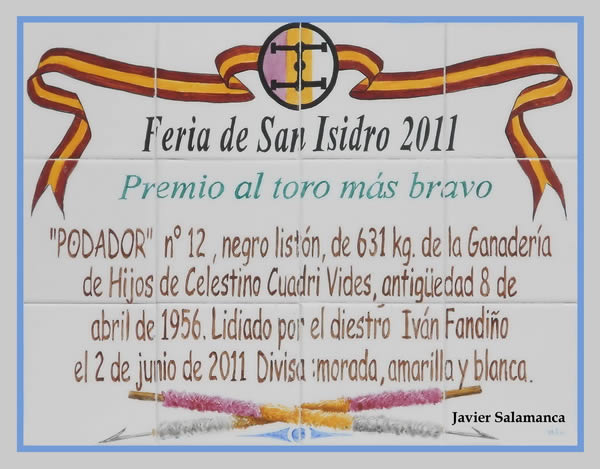 Feria de San Isidro 2011
Premio al toro más bravo
"PODADOR" nº 12, negro listón, de 631 kg. de la Ganadería
de Hijos de Celestino Cuadri Vides, antigüedad 8 de
abril de 1956. Lidiado por el diestro Iván Fandiño
el 2 de junio de 2011 Divisa :morada, amarilla y blanca.
Javier Salamanca